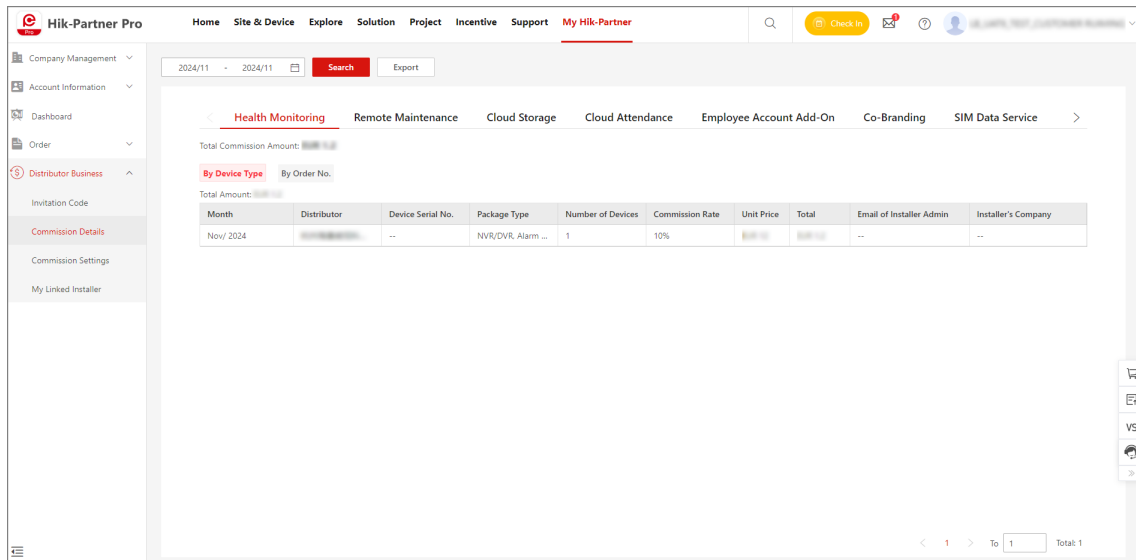 Hik-Partner Pro
Pro
Home Site & Device Explore Solution Project Incentive Support My Hik-Partner
Check In
1
Company Management
Account Information
Dashboard
Order
Distributor Business
Invitation Code
Commission Details
Commission Settings
My Linked Installer
2024/11 - 2024/11 Search Export
Health Monitoring Remote Maintenance Cloud Storage Cloud Attendance Employee Account Add-On Co-Branding SIM Data Service
Total Commission Amount:
By Device Type By Order No.
Total Amount:
Month Distributor Device Serial No. Package Type Number of Devices Commission Rate Unit Price Total Email of Installer Admin Installer's Company
Nov/ 2024 -- NVR/DVR, Alarm ... 1 10% -- --
VS
1 To 1 Total: 1